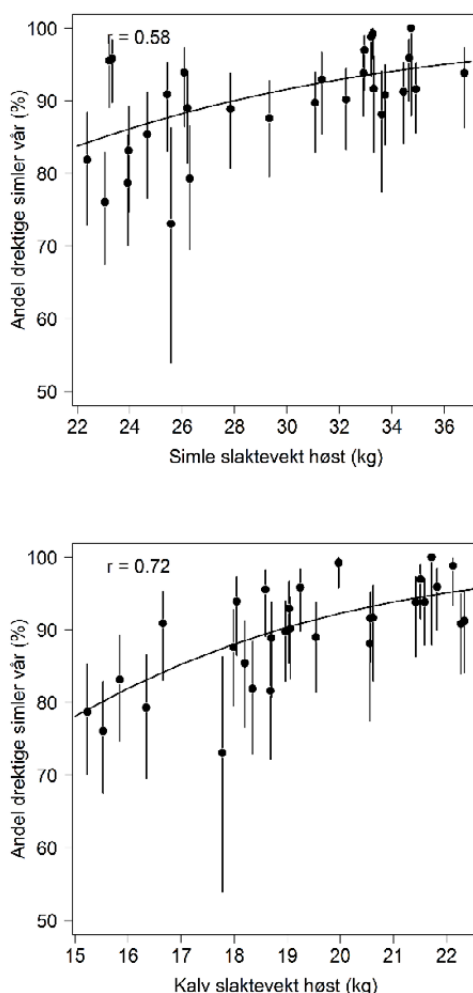 r = 0.58
Andel drektige simler vår (%)
100
90
80
70
60
50
22 24 26 28 30 32 34 36
Simle slaktevekt høst (kg)
r = 0.72
Andel drektige simler vår (%)
100
90
80
70
60
50
15 16 17 18 19 20 21 22
Kalv slaktevekt høst (kg)